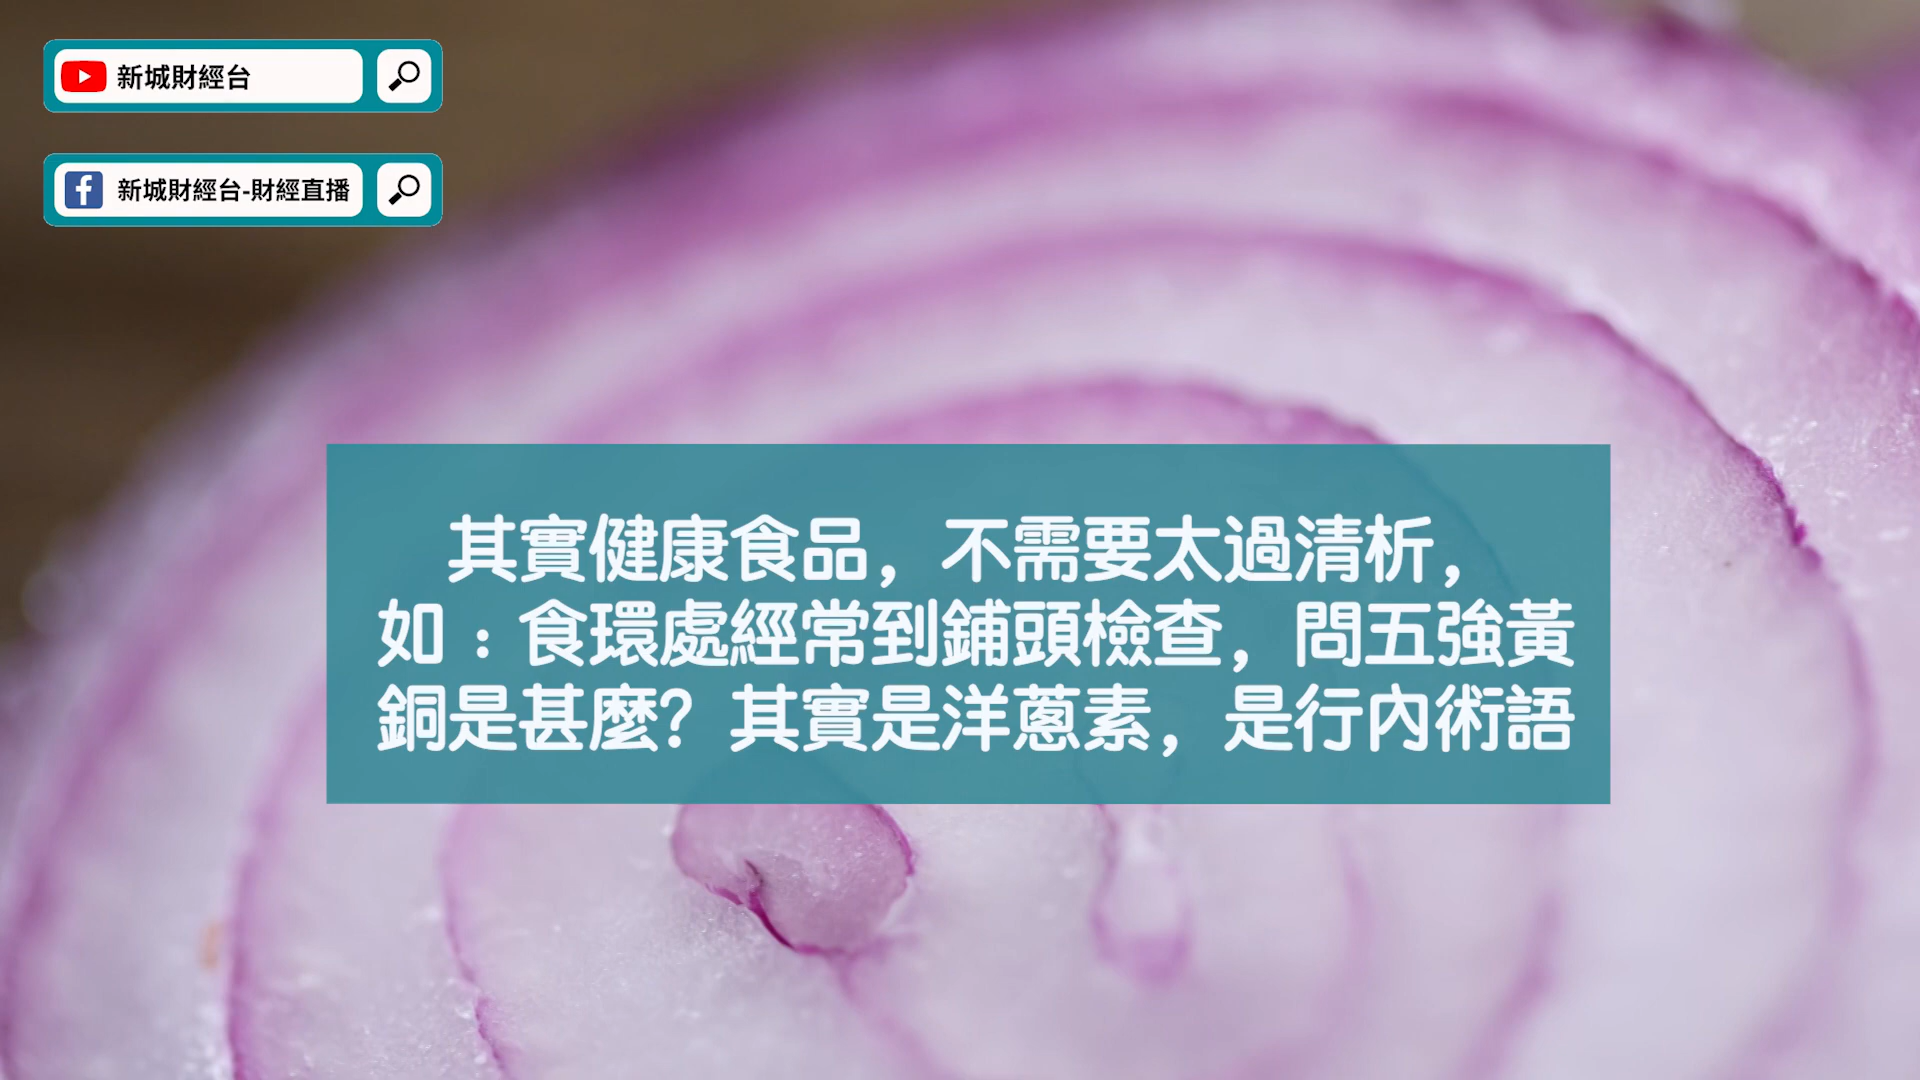 新城財經台
新城財經台-財經直播
其實健康食品，不需要太過清析，
如：食環處經常到鋪頭檢查，問五強黃
銅是甚麼？其實是洋蔥素，是行內術語